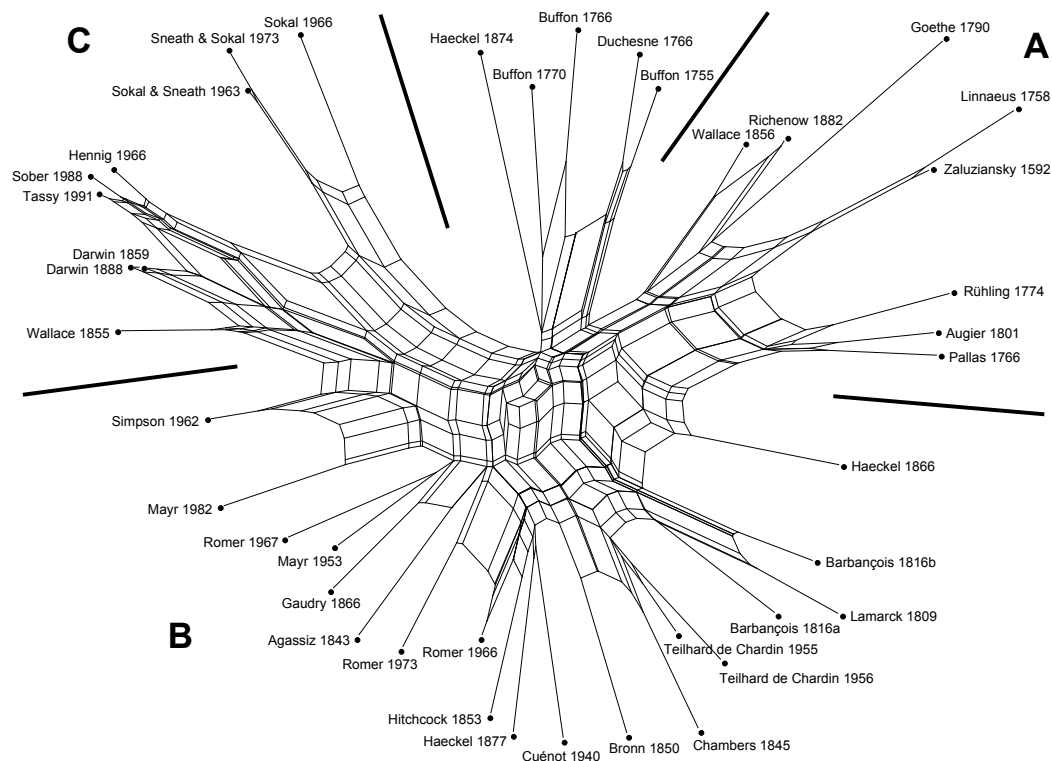 Sokal 1966
Buffon 1766
Goethe 1790
C
Sneath & Sokal 1973
Haeckel 1874
Duchesne 1766
A
Buffon 1770
Buffon 1755
Sokal & Sneath 1963
Linnaeus 1758
Richenow 1882
Wallace 1856
Hennig 1966
Sober 1988
Zaluziansky 1592
Tassy 1991
Darwin 1859
Darwin 1888
Rühling 1774
Wallace 1855
Augier 1801
Pallas 1766
Simpson 1962
Haeckel 1866
Mayr 1982
Romer 1967
Mayr 1953
Barbançois 1816b
Gaudry 1866
Lamarck 1809
Barbançois 1816a
B
Agassiz 1843
Romer 1966
Teilhard de Chardin 1955
Romer 1973
Teilhard de Chardin 1956
Hitchcock 1853
Haeckel 1877
Bronn 1850
Chambers 1845
Cuénot 1940